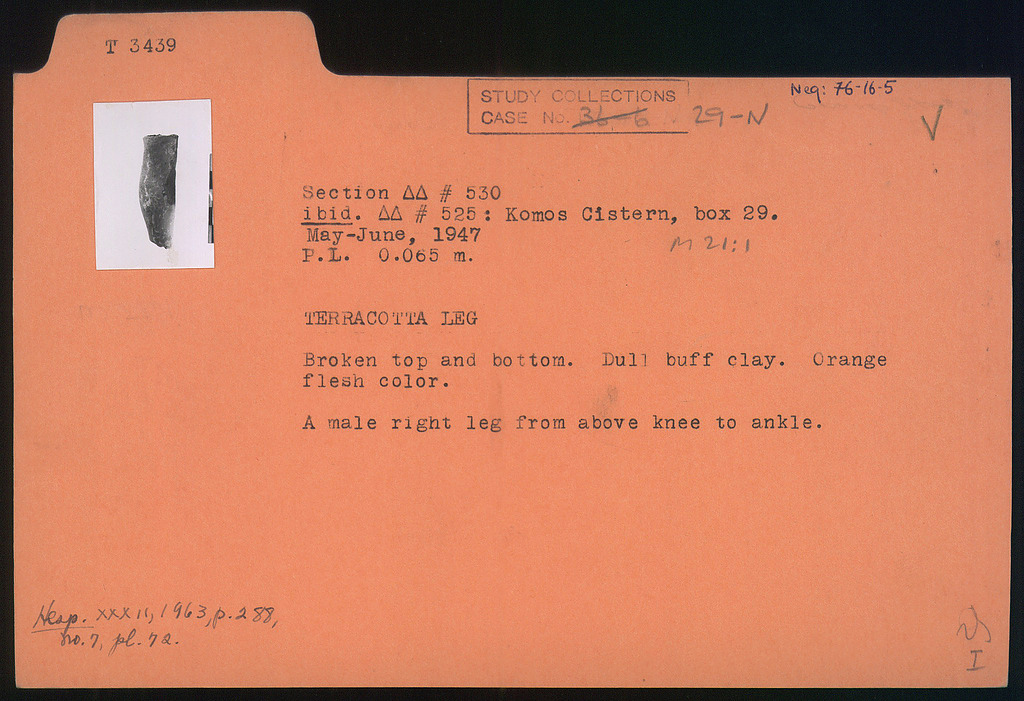 T 3439
Neg: 76-16-5
STUDY COLLECTIONS
CASE No. 36-6 29-N
Section ΔΔ # 530
ibid. ΔΔ # 525: Komos Cistern, box 29.
May-June, 1947 M 21:1
P.L. 0.065 m.
TERRACOTTA LEG
Broken top and bottom. Dull buff clay. Orange
flesh color.
A male right leg from above knee to ankle.
Hesp. XXXII, 1963, p. 288,
no. 7, pl. 72.
I